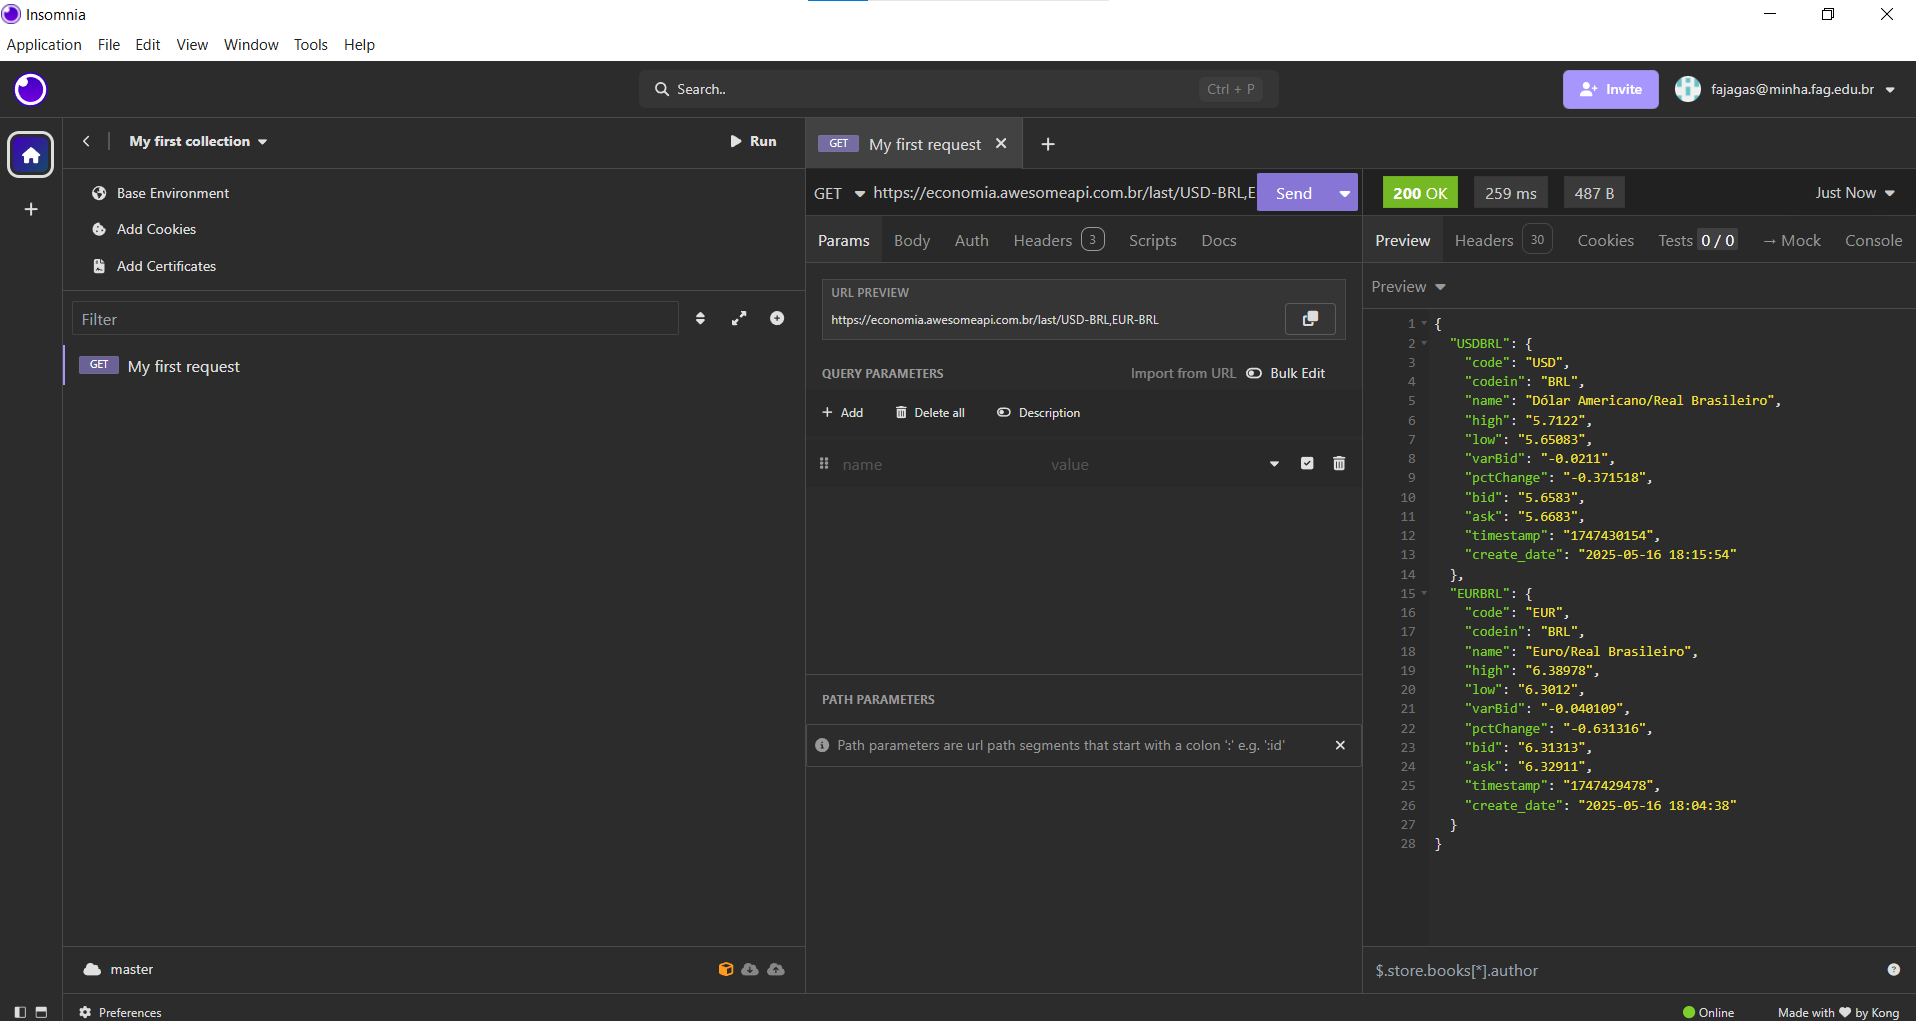 Insomnia
Application File Edit View Window Tools Help
Search.. Ctrl + P
Invite
fajagas@minha.fag.edu.br
My first collection
Run
Base Environment
Add Cookies
Add Certificates
Filter
GET My first request
master
Preferences
GET My first request
GET https://economia.awesomeapi.com.br/last/USD-BRL,E
Send
Params Body Auth Headers 3 Scripts Docs
URL PREVIEW
https://economia.awesomeapi.com.br/last/USD-BRL,EUR-BRL
QUERY PARAMETERS Import from URL Bulk Edit
Add Delete all Description
name value
PATH PARAMETERS
Path parameters are url path segments that start with a colon ':' e.g. ':id'
200 OK 259 ms 487 B Just Now
Preview Headers 30 Cookies Tests 0 / 0 → Mock Console
Preview
1 {
2 "USDBRL": {
3 "code": "USD",
4 "codein": "BRL",
5 "name": "Dólar Americano/Real Brasileiro",
6 "high": "5.7122",
7 "low": "5.65083",
8 "varBid": "-0.0211",
9 "pctChange": "-0.371518",
10 "bid": "5.6583",
11 "ask": "5.6683",
12 "timestamp": "1747430154",
13 "create_date": "2025-05-16 18:15:54"
14 },
15 "EURBRL": {
16 "code": "EUR",
17 "codein": "BRL",
18 "name": "Euro/Real Brasileiro",
19 "high": "6.38978",
20 "low": "6.3012",
21 "varBid": "-0.040109",
22 "pctChange": "-0.631316",
23 "bid": "6.31313",
24 "ask": "6.32911",
25 "timestamp": "1747429478",
26 "create_date": "2025-05-16 18:04:38"
27 }
28 }
$.store.books[*].author
Online
Made with ♥ by Kong